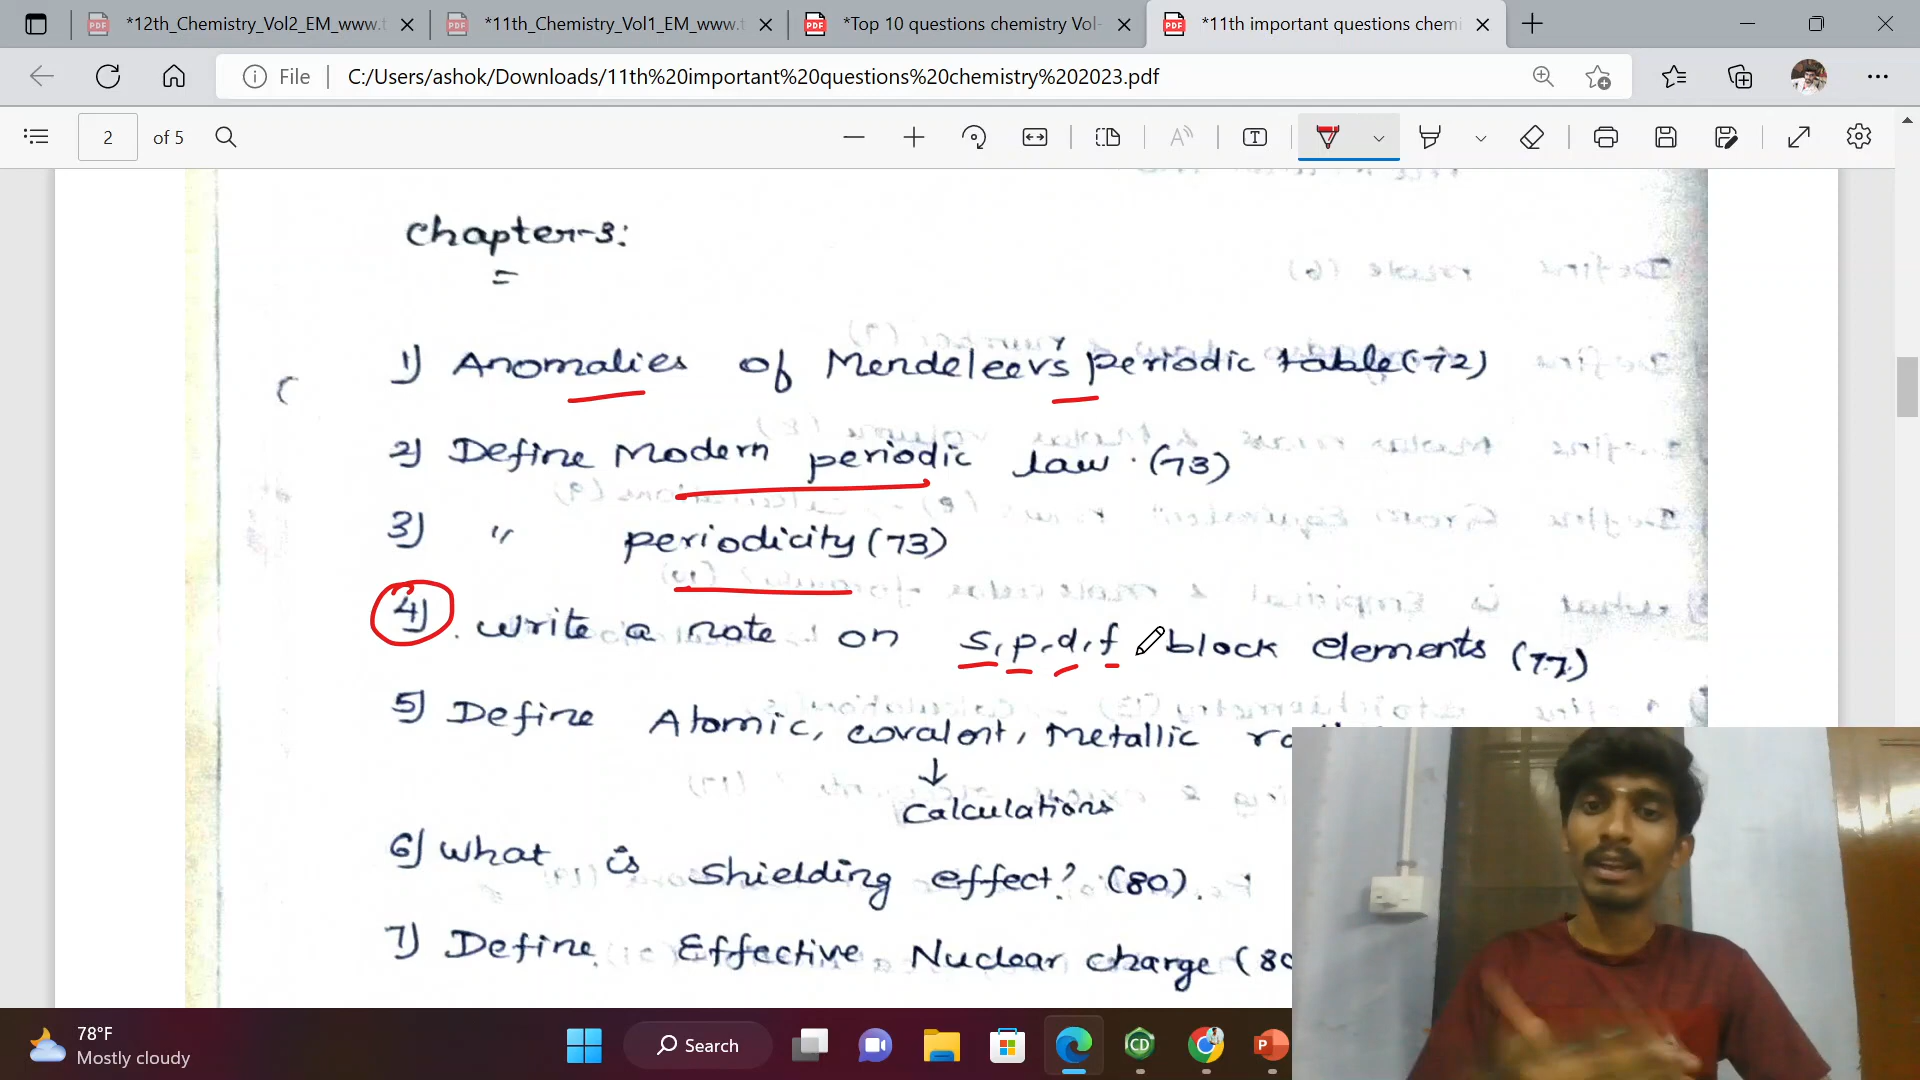 *12th_Chemistry_Vol2_EM_www.t
*11th_Chemistry_Vol1_EM_www.t
*Top 10 questions chemistry Vol-
*11th important questions chemi
File
C:/Users/ashok/Downloads/11th%20important%20questions%20chemistry%202023.pdf
2 of 5
Chapter-3:
1) Anomalies of Mendeleev's periodic table (72)
2) Define Modern periodic law. (73)
3) " periodicity (73)
4). Write a note on s, p, d, f block elements (77)
5) Define Atomic, covalent, Metallic
Calculations
6) What is shielding effect? (80).
7) Define Effective Nuclear charge (80
78°F
Mostly cloudy
Search
CD
P